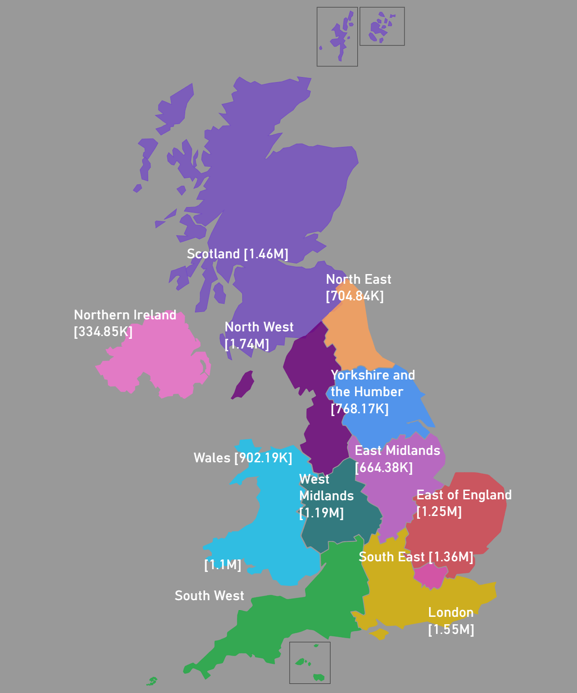 Scotland [1.46M]
North East
[704.84K]
Northern Ireland
[334.85K]
North West
[1.74M]
Yorkshire and
the Humber
[768.17K]
East Midlands
[664.38K]
Wales [902.19K]
West
Midlands
[1.19M]
East of England
[1.25M]
South East [1.36M]
[1.1M]
South West
London
[1.55M]